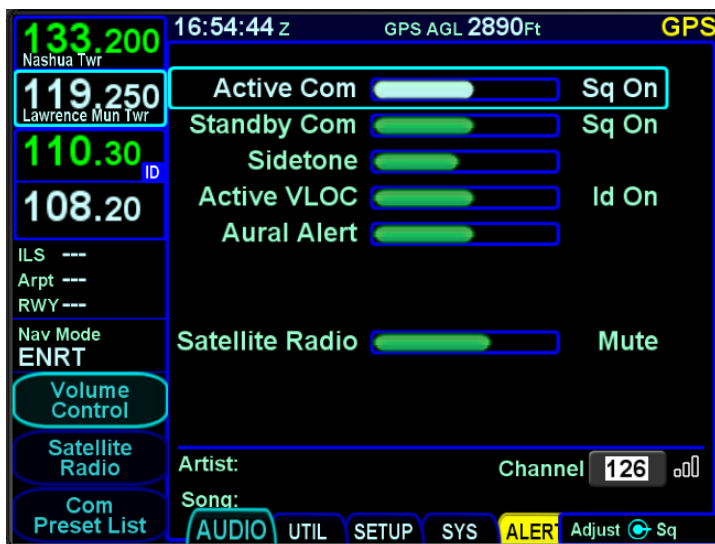 133.200
Nashua Twr
119.250
Lawrence Mun Twr
110.30
ID
108.20
ILS ---
Arpt ---
RWY ---
Nav Mode
ENRT
Volume
Control
Satellite
Radio
Com
Preset List
16:54:44 Z GPS AGL 2890Ft GPS
Active Com Sq On
Standby Com Sq On
Sidetone
Active VLOC Id On
Aural Alert
Satellite Radio Mute
Artist: Channel 126
Song:
AUDIO UTIL SETUP SYS ALERT Adjust Sq